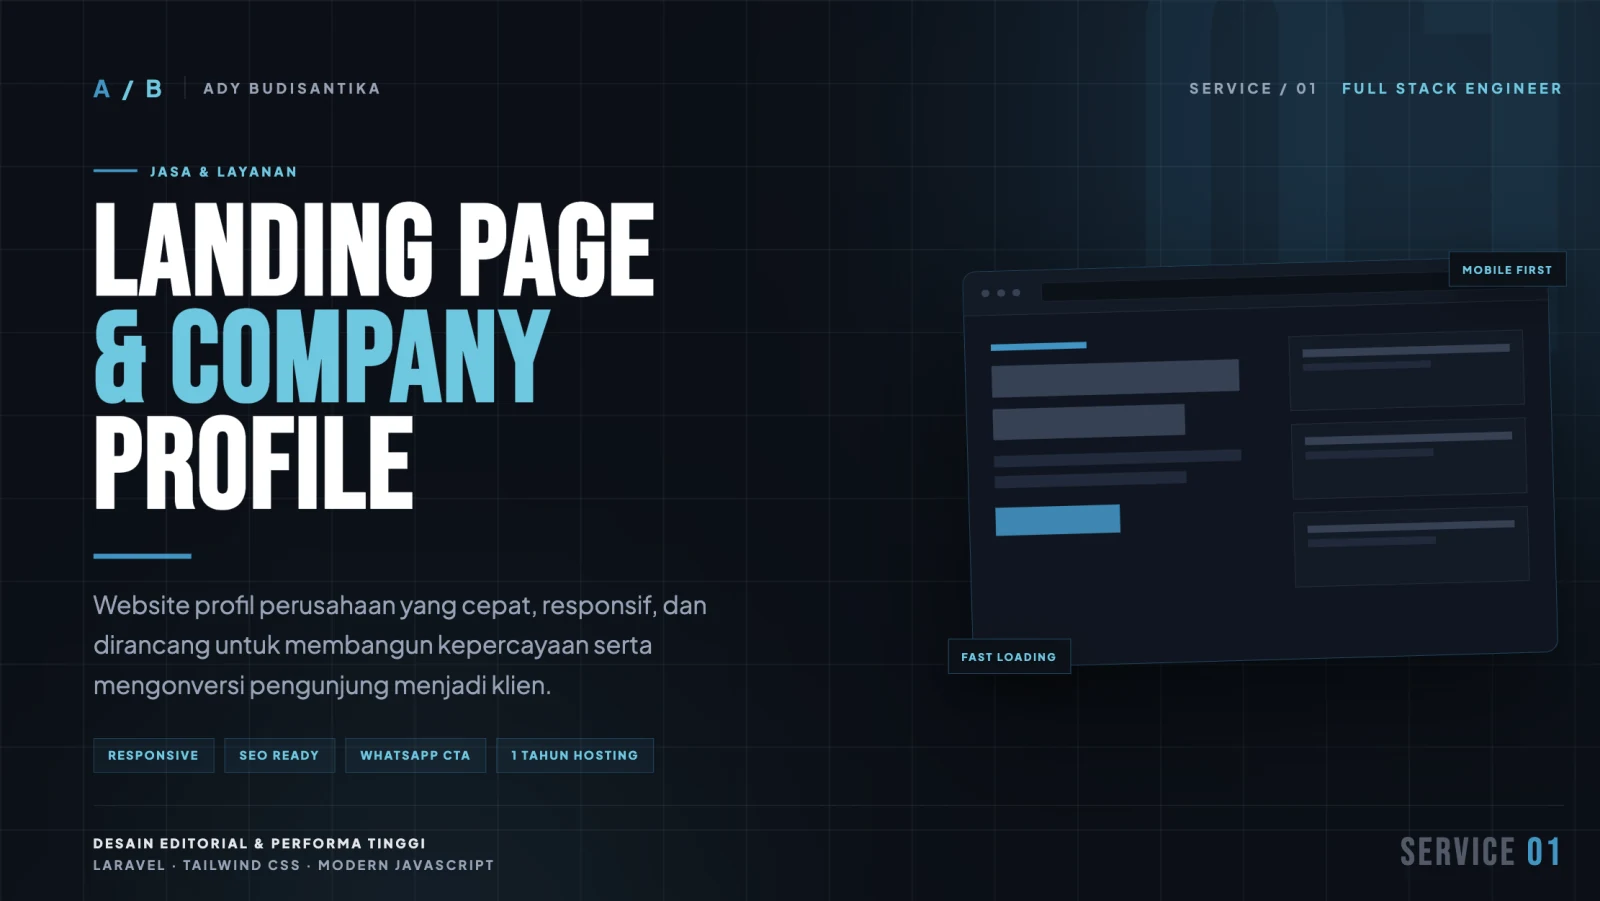 A / B
ADY BUDISANTIKA
SERVICE / 01
FULL STACK ENGINEER
JASA & LAYANAN
LANDING PAGE
& COMPANY
PROFILE
Website profil perusahaan yang cepat, responsif, dan
dirancang untuk membangun kepercayaan serta
mengonversi pengunjung menjadi klien.
RESPONSIVE
SEO READY
WHATSAPP CTA
1 TAHUN HOSTING
MOBILE FIRST
FAST LOADING
DESAIN EDITORIAL & PERFORMA TINGGI
LARAVEL · TAILWIND CSS · MODERN JAVASCRIPT
SERVICE 01
01